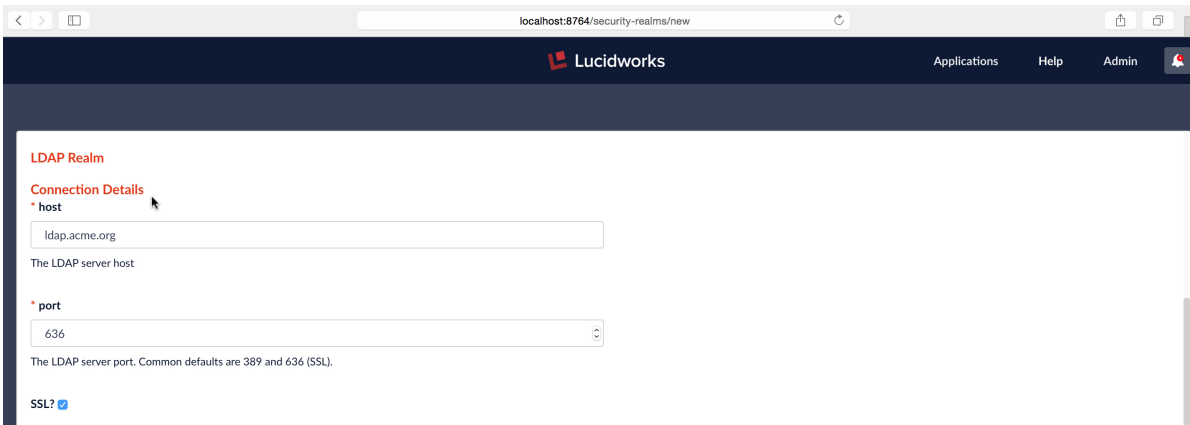 localhost:8764/security-realms/new
Lucidworks Applications Help Admin
LDAP Realm
Connection Details
* host
ldap.acme.org
The LDAP server host
* port
636
The LDAP server port. Common defaults are 389 and 636 (SSL).
SSL?